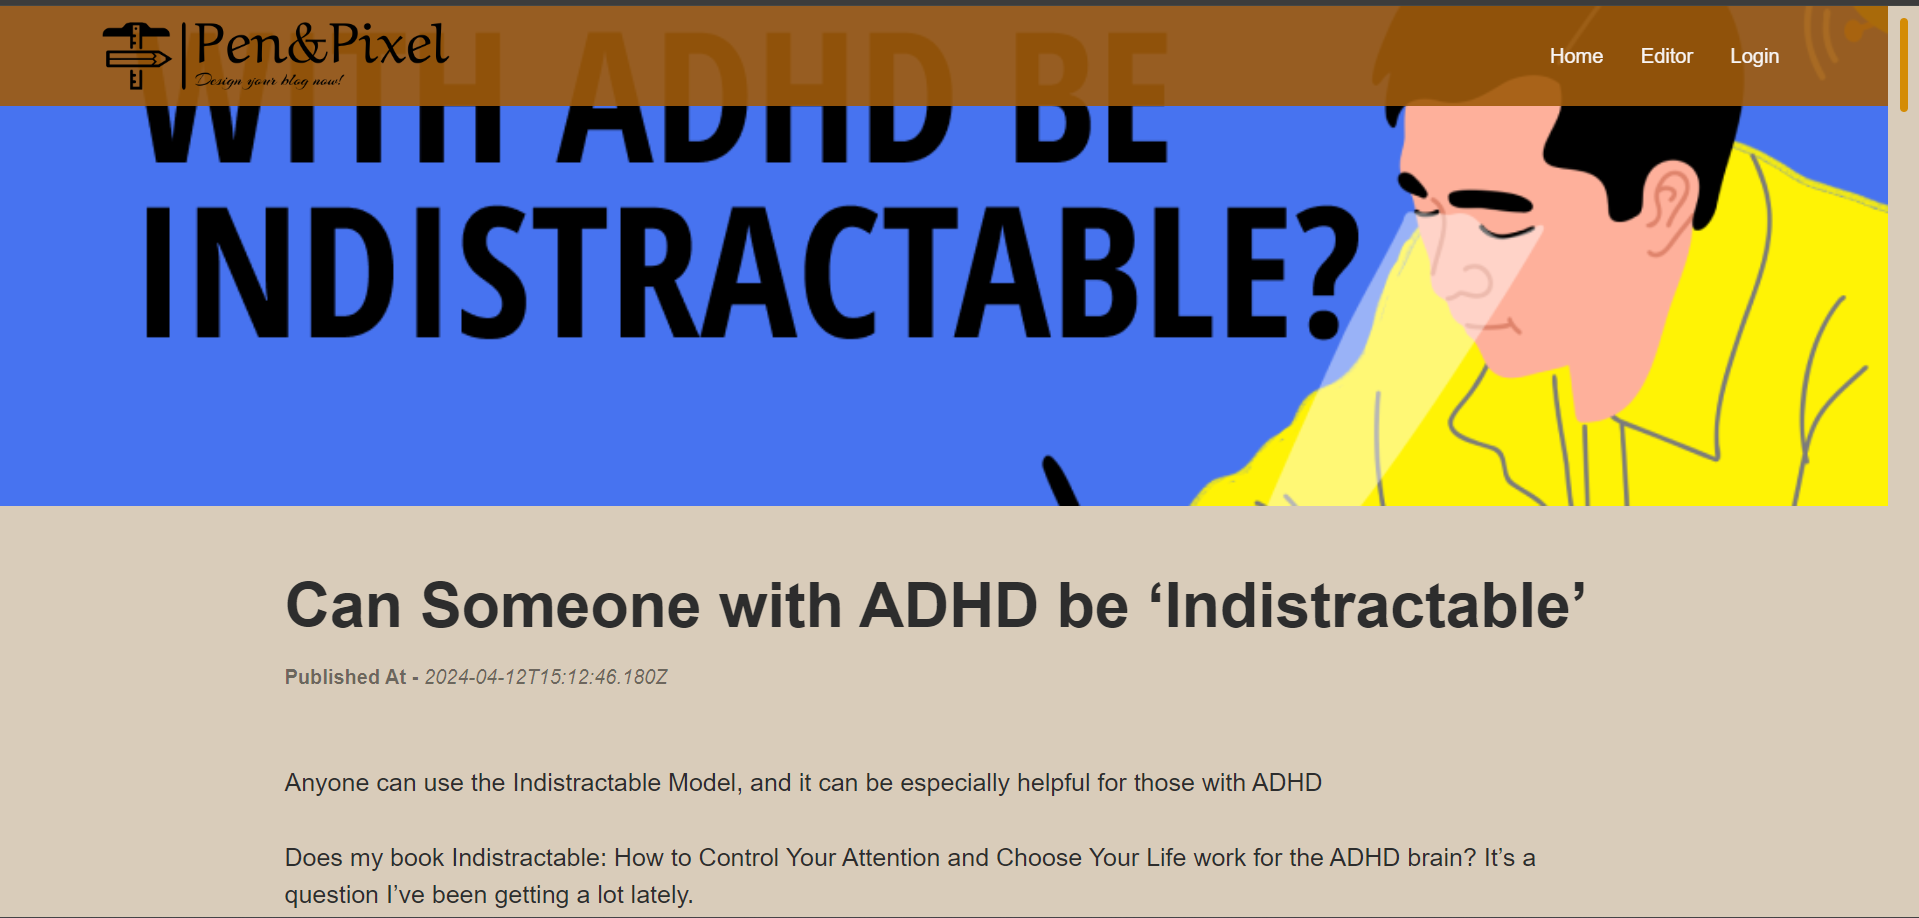 Pen&Pixel
Design your blog now!
Home Editor Login
WITH ADHD BE
INDISTRACTABLE?
Can Someone with ADHD be ‘Indistractable’
Published At - 2024-04-12T15:12:46.180Z
Anyone can use the Indistractable Model, and it can be especially helpful for those with ADHD
Does my book Indistractable: How to Control Your Attention and Choose Your Life work for the ADHD brain? It’s a
question I’ve been getting a lot lately.